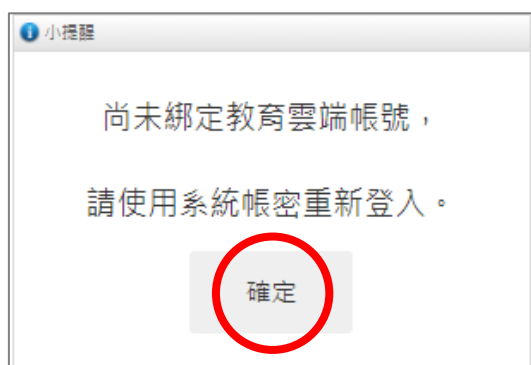 小提醒
尚未綁定教育雲端帳號，
請使用系統帳密重新登入。
確定